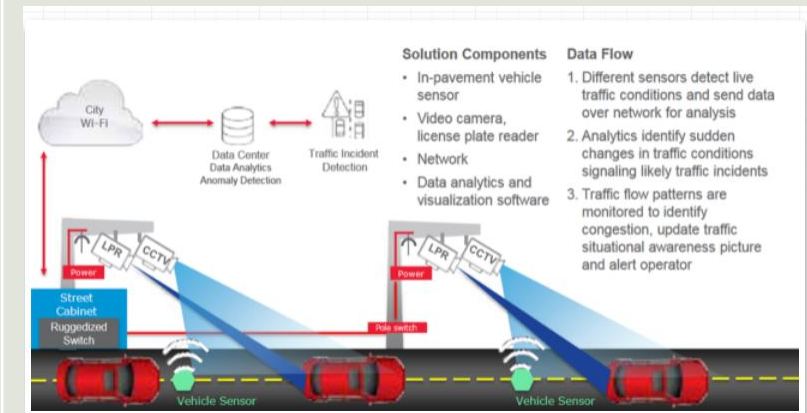 Solution Components
• In-pavement vehicle
sensor
• Video camera,
license plate reader
• Network
• Data analytics and
visualization software
Data Flow
1. Different sensors detect live
traffic conditions and send data
over network for analysis
2. Analytics identify sudden
changes in traffic conditions
signaling likely traffic incidents
3. Traffic flow patterns are
monitored to identify
congestion, update traffic
situational awareness picture
and alert operator
City
Wi-Fi
Data Center
Data Analytics
Anomaly Detection
Traffic Incident
Detection
LPR
CCTV
Power
LPR
CCTV
Power
Street
Cabinet
Ruggedized
Switch
Pole switch
Vehicle Sensor
Vehicle Sensor